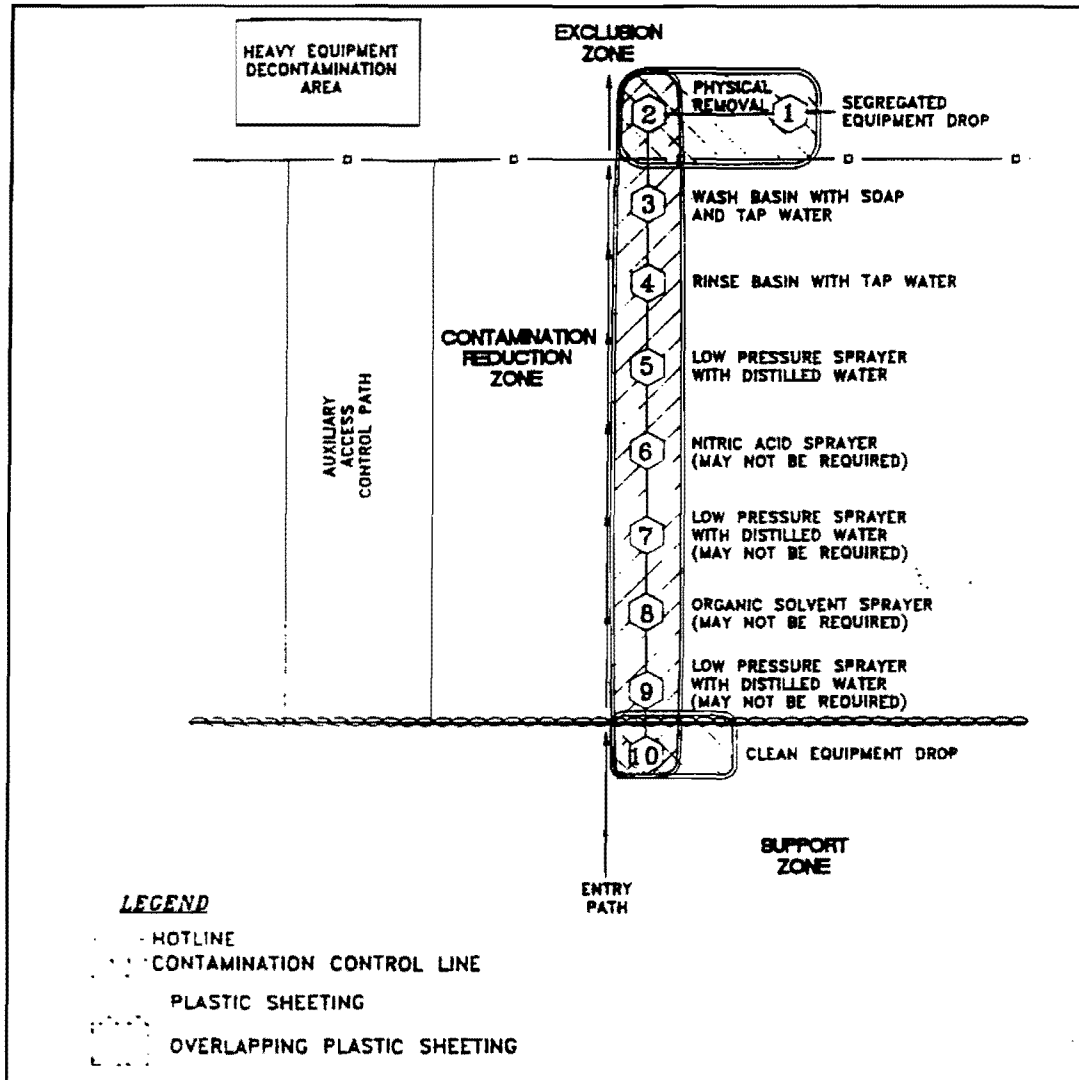 HEAVY EQUIPMENT
DECONTAMINATION
AREA
EXCLUSION
ZONE
PHYSICAL
REMOVAL
2
1
SEGREGATED
EQUIPMENT DROP
3
WASH BASIN WITH SOAP
AND TAP WATER
4
RINSE BASIN WITH TAP WATER
CONTAMINATION
REDUCTION
ZONE
5
LOW PRESSURE SPRAYER
WITH DISTILLED WATER
AUXILIARY
ACCESS
CONTROL PATH
6
NITRIC ACID SPRAYER
(MAY NOT BE REQUIRED)
7
LOW PRESSURE SPRAYER
WITH DISTILLED WATER
(MAY NOT BE REQUIRED)
8
ORGANIC SOLVENT SPRAYER
(MAY NOT BE REQUIRED)
9
LOW PRESSURE SPRAYER
WITH DISTILLED WATER
(MAY NOT BE REQUIRED)
10
CLEAN EQUIPMENT DROP
SUPPORT
ZONE
ENTRY
PATH
LEGEND
HOTLINE
CONTAMINATION CONTROL LINE
PLASTIC SHEETING
OVERLAPPING PLASTIC SHEETING